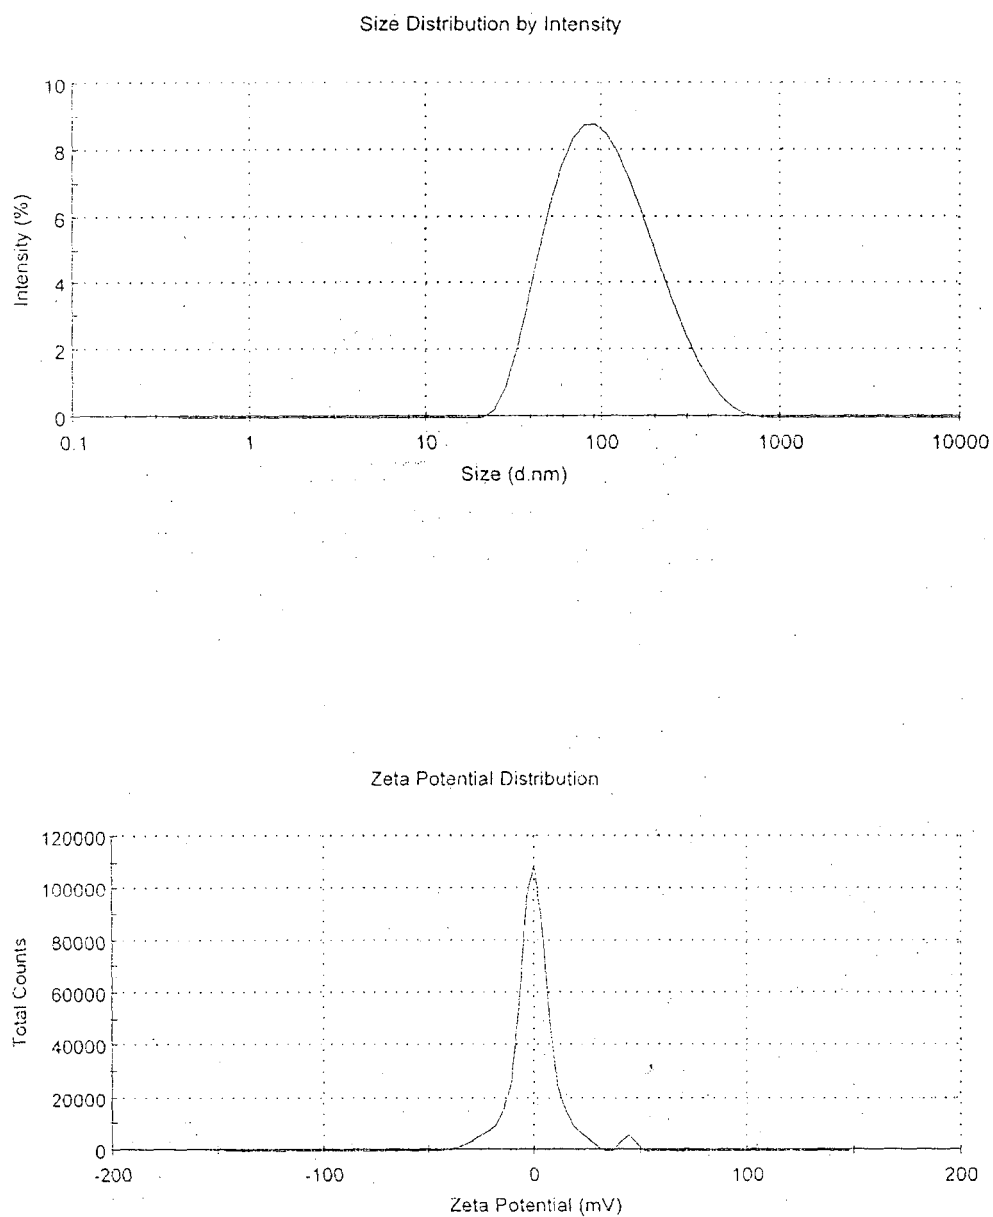 Size Distribution by Intensity
10
8
6
4
2
0
Intensity (%)
0.1 1 10 100 1000 10000
Size (d.nm)
Zeta Potential Distribution
120000
100000
80000
60000
40000
20000
0
Total Counts
-200 -100 0 100 200
Zeta Potential (mV)